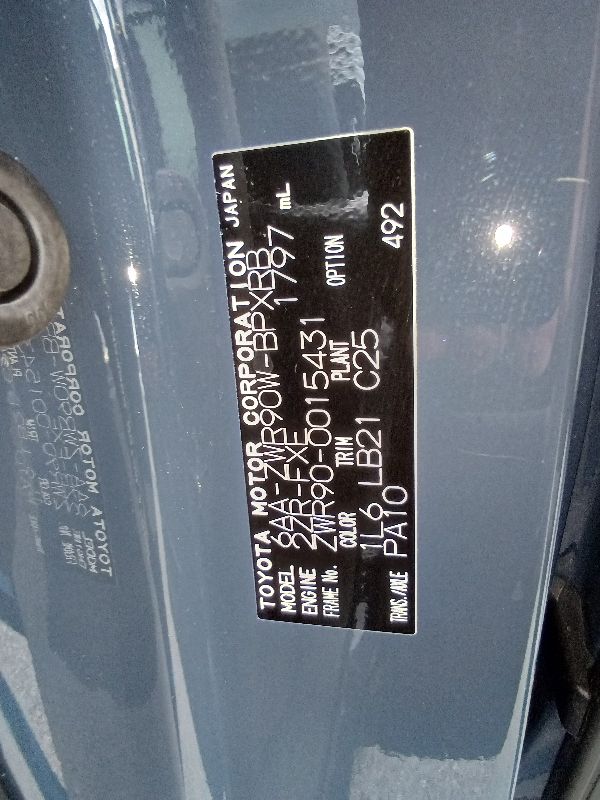 TOYOTA MOTOR CORPORATION JAPAN
MODEL 6AA-ZWR90W-BPXRB
ENGINE 2ZR-FXE 1797 mL
FRAME No. ZWR90-0015431
COLOR TRIM PLANT OPTION
1L6 LB21 C25
TRANS./AXLE PA10 492